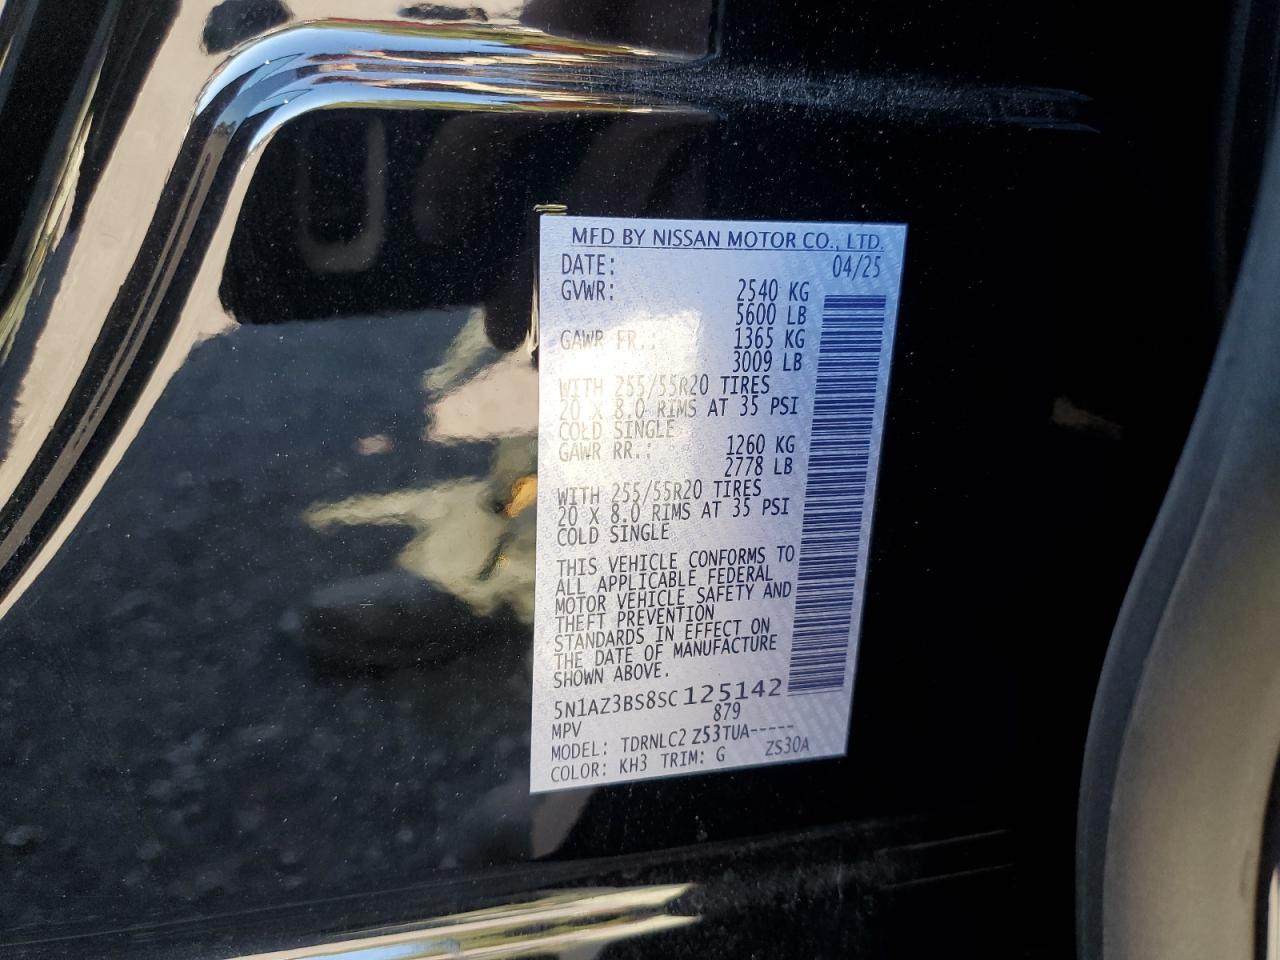 MFD BY NISSAN MOTOR CO., LTD.
DATE: 04/25
GVWR: 2540 KG
5600 LB
GAWR FR.: 1365 KG
3009 LB
WITH 255/55R20 TIRES
20 X 8.0 RIMS AT 35 PSI
COLD SINGLE
GAWR RR.: 1260 KG
2778 LB
WITH 255/55R20 TIRES
20 X 8.0 RIMS AT 35 PSI
COLD SINGLE
THIS VEHICLE CONFORMS TO
ALL APPLICABLE FEDERAL
MOTOR VEHICLE SAFETY AND
THEFT PREVENTION
STANDARDS IN EFFECT ON
THE DATE OF MANUFACTURE
SHOWN ABOVE.
5N1AZ3BS8SC125142
MPV 879
MODEL: TDRNLC2 Z53TUA-----
COLOR: KH3 TRIM: G ZS30A